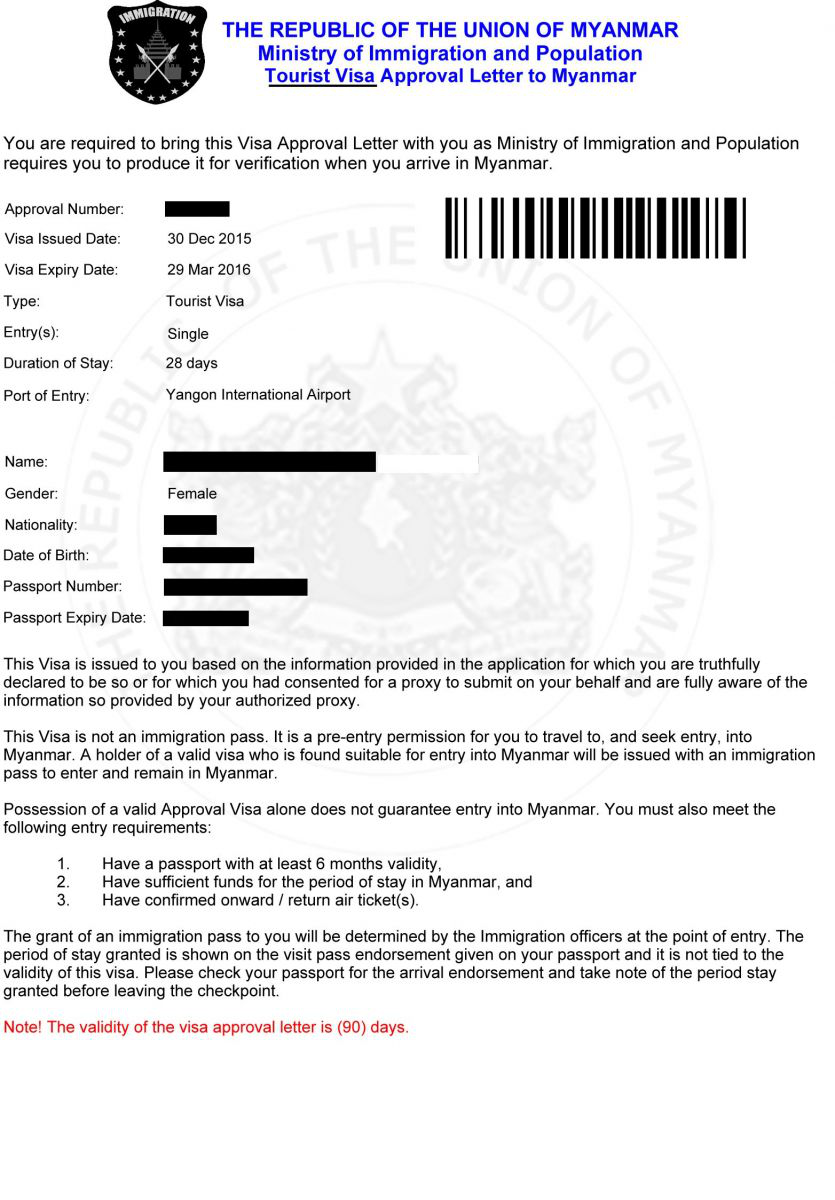 IMMIGRATION
THE REPUBLIC OF THE UNION OF MYANMAR
Ministry of Immigration and Population
Tourist Visa Approval Letter to Myanmar
You are required to bring this Visa Approval Letter with you as Ministry of Immigration and Population
requires you to produce it for verification when you arrive in Myanmar.
Approval Number:
Visa Issued Date: 30 Dec 2015
Visa Expiry Date: 29 Mar 2016
Type: Tourist Visa
Entry(s): Single
Duration of Stay: 28 days
Port of Entry: Yangon International Airport
Name:
Gender: Female
Nationality:
Date of Birth:
Passport Number:
Passport Expiry Date:
THE REPUBLIC OF THE UNION OF MYANMAR
This Visa is issued to you based on the information provided in the application for which you are truthfully
declared to be so or for which you had consented for a proxy to submit on your behalf and are fully aware of the
information so provided by your authorized proxy.
This Visa is not an immigration pass. It is a pre-entry permission for you to travel to, and seek entry, into
Myanmar. A holder of a valid visa who is found suitable for entry into Myanmar will be issued with an immigration
pass to enter and remain in Myanmar.
Possession of a valid Approval Visa alone does not guarantee entry into Myanmar. You must also meet the
following entry requirements:
1. Have a passport with at least 6 months validity,
2. Have sufficient funds for the period of stay in Myanmar, and
3. Have confirmed onward / return air ticket(s).
The grant of an immigration pass to you will be determined by the Immigration officers at the point of entry. The
period of stay granted is shown on the visit pass endorsement given on your passport and it is not tied to the
validity of this visa. Please check your passport for the arrival endorsement and take note of the period stay
granted before leaving the checkpoint.
Note! The validity of the visa approval letter is (90) days.